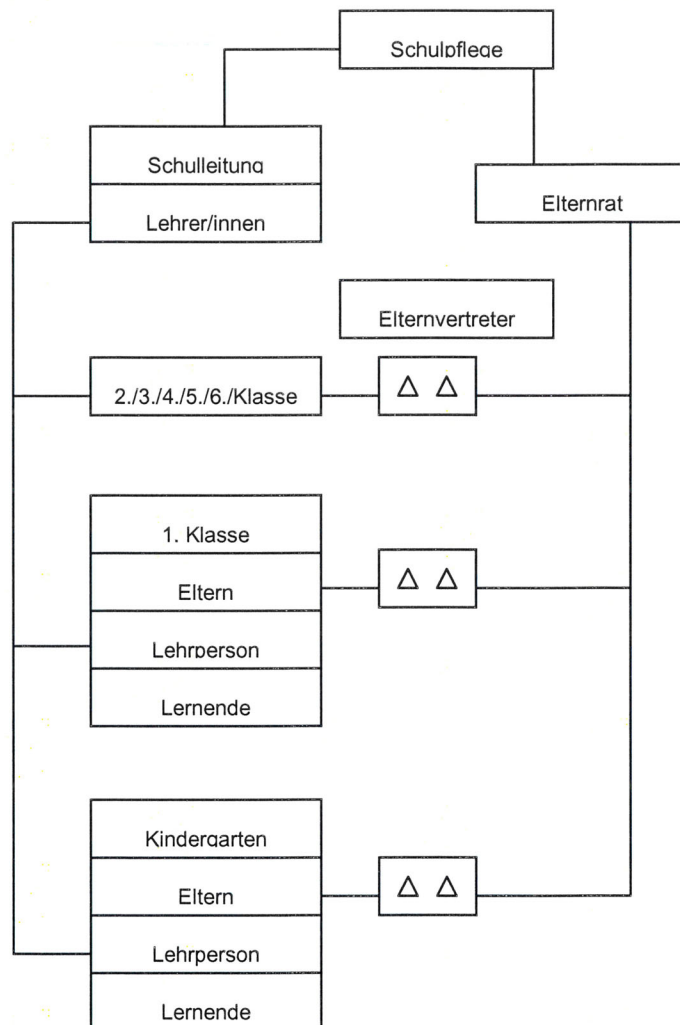 Schulpflege
Schulleitung
Lehrer/innen
Elternrat
Elternvertreter
2./3./4./5./6./Klasse
1. Klasse
Eltern
Lehrperson
Lernende
Kindergarten
Eltern
Lehrperson
Lernende